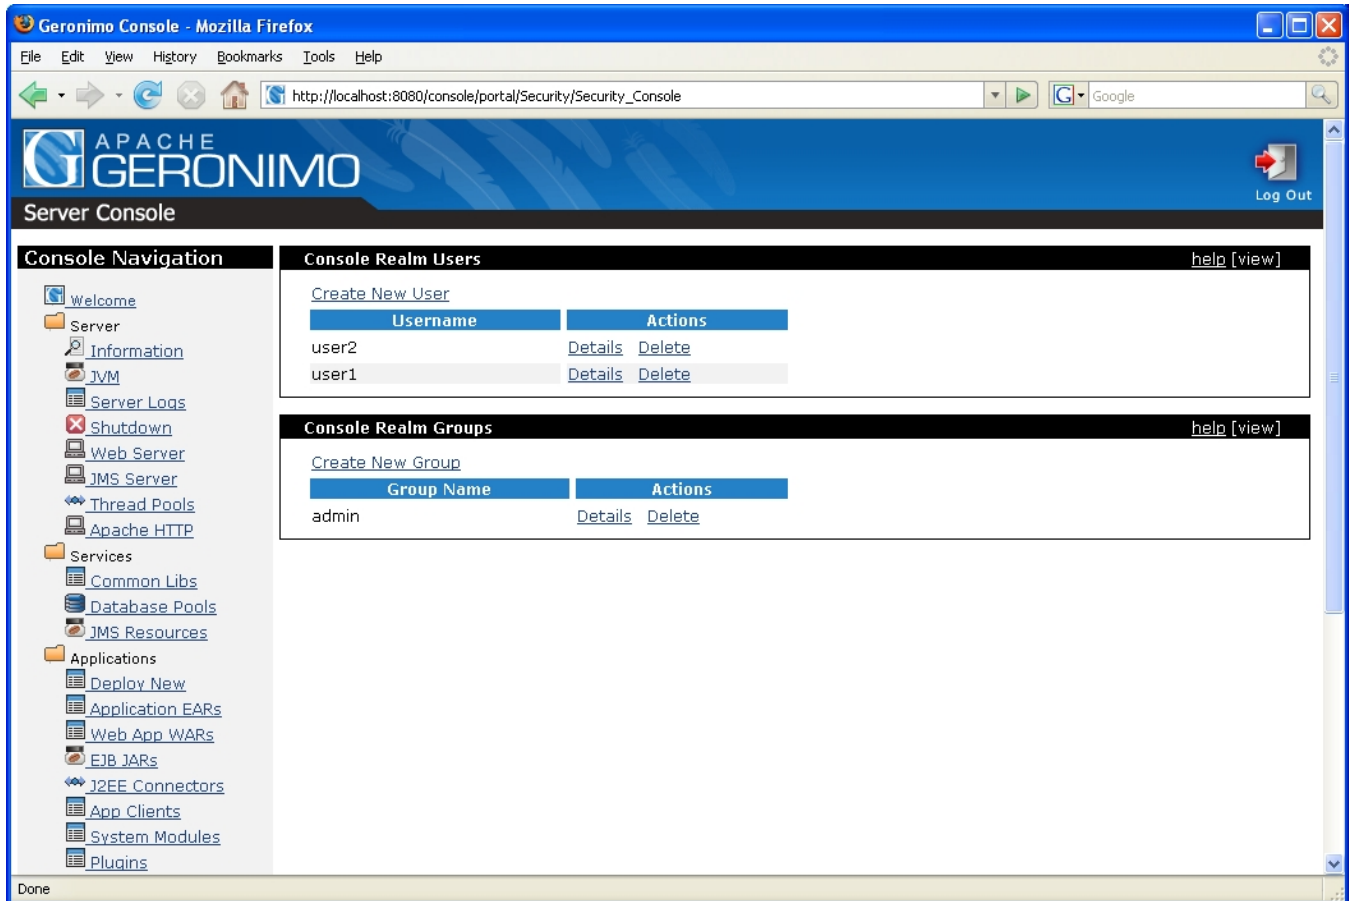 Geronimo Console - Mozilla Firefox
File Edit View History Bookmarks Tools Help
http://localhost:8080/console/portal/Security/Security_Console
G Google
APACHE
GERONIMO
Log Out
Server Console
Console Navigation
Welcome
Server
Information
JVM
Server Logs
Shutdown
Web Server
JMS Server
Thread Pools
Apache HTTP
Services
Common Libs
Database Pools
JMS Resources
Applications
Deploy New
Application EARs
Web App WARs
EJB JARs
J2EE Connectors
App Clients
System Modules
Plugins
Console Realm Users help [view]
Create New User
Username Actions
user2 Details Delete
user1 Details Delete
Console Realm Groups help [view]
Create New Group
Group Name Actions
admin Details Delete
Done